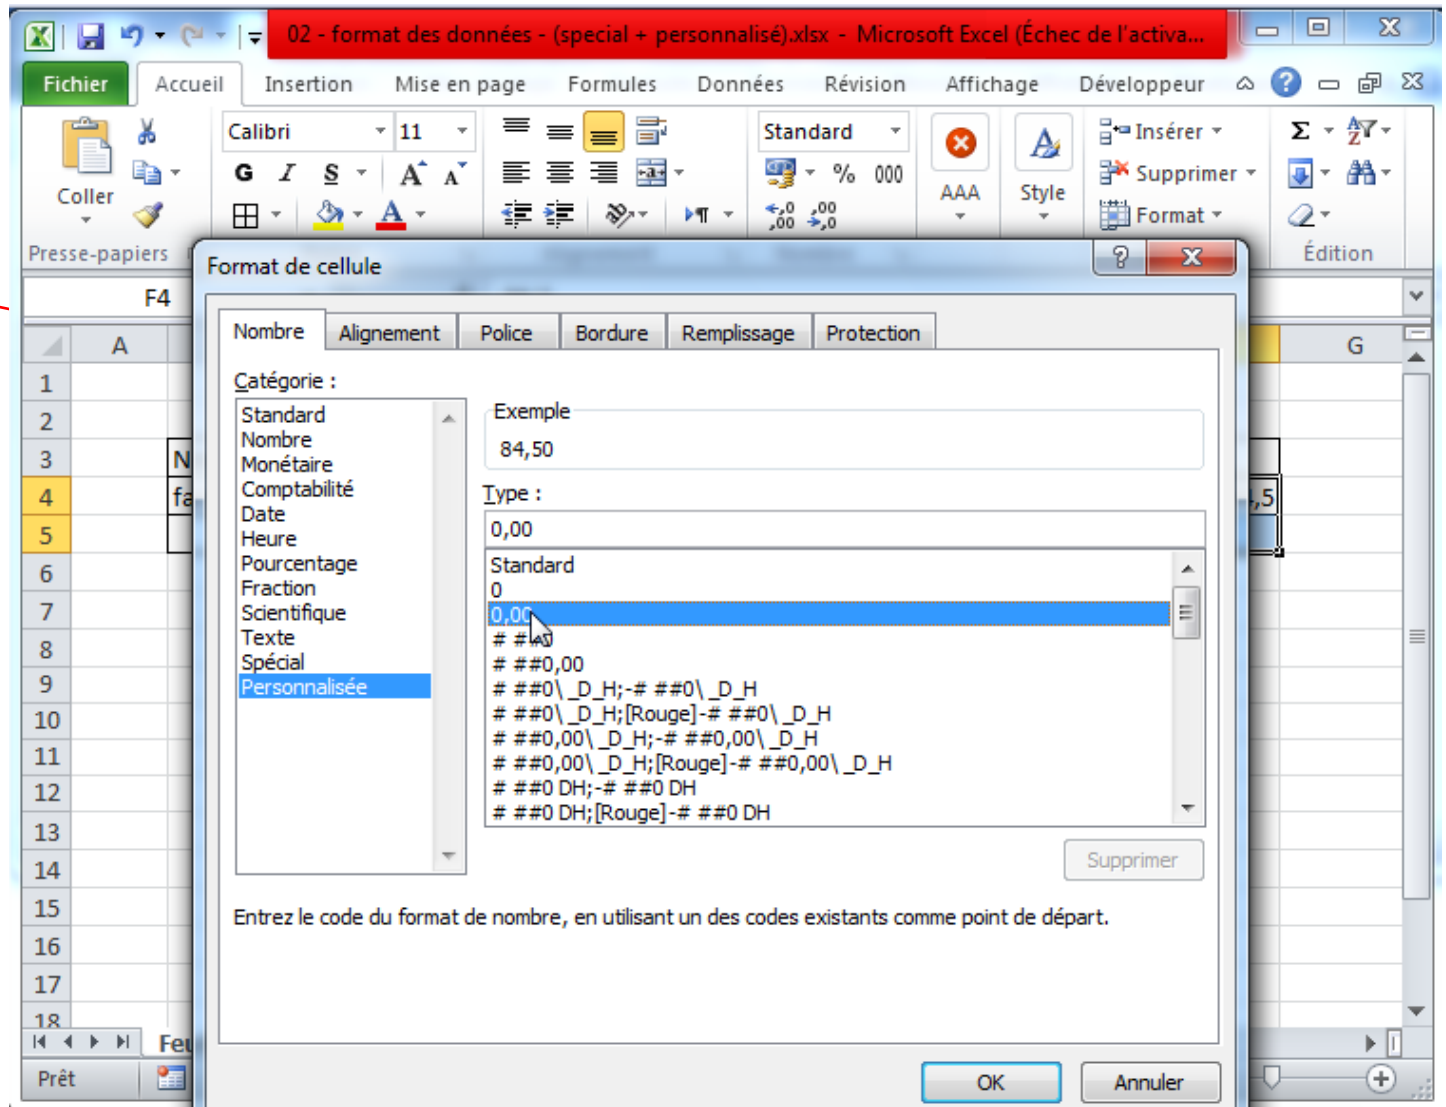 02 - format des données - (special + personnalisé).xlsx - Microsoft Excel (Échec de l'activa...
Fichier Accueil Insertion Mise en page Formules Données Révision Affichage Développeur
Calibri 11 Standard Insérer Σ
G I S A A % 000 Supprimer
Coller AAA Style
A Format
Presse-papiers Édition
Format de cellule
F4
Nombre Alignement Police Bordure Remplissage Protection
A G
Catégorie :
Standard
Nombre
Monétaire
Comptabilité
Date
Heure
Pourcentage
Fraction
Scientifique
Texte
Spécial
Personnalisée
Exemple
84,50
Type :
0,00
Standard
0
0,00
# ##0
# ##0,00
# ##0\ _D_H;-# ##0\ _D_H
# ##0\ _D_H;[Rouge]-# ##0\ _D_H
# ##0,00\ _D_H;-# ##0,00\ _D_H
# ##0,00\ _D_H;[Rouge]-# ##0,00\ _D_H
# ##0 DH;-# ##0 DH
# ##0 DH;[Rouge]-# ##0 DH
Supprimer
Entrez le code du format de nombre, en utilisant un des codes existants comme point de départ.
1
2
3 N
4 fa ,5
5
6
7
8
9
10
11
12
13
14
15
16
17
18
Feu
Prêt
OK Annuler